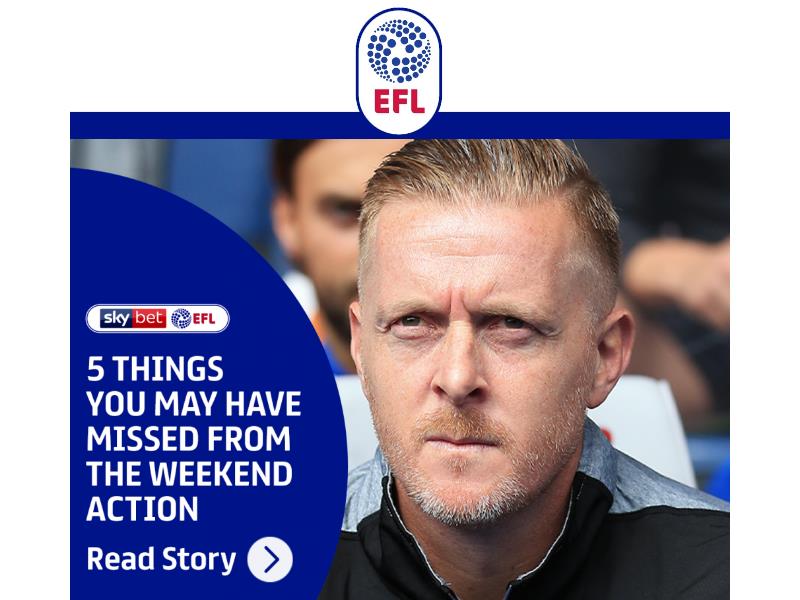 EFL
sky bet EFL
5 THINGS
YOU MAY HAVE
MISSED FROM
THE WEEKEND
ACTION
Read Story